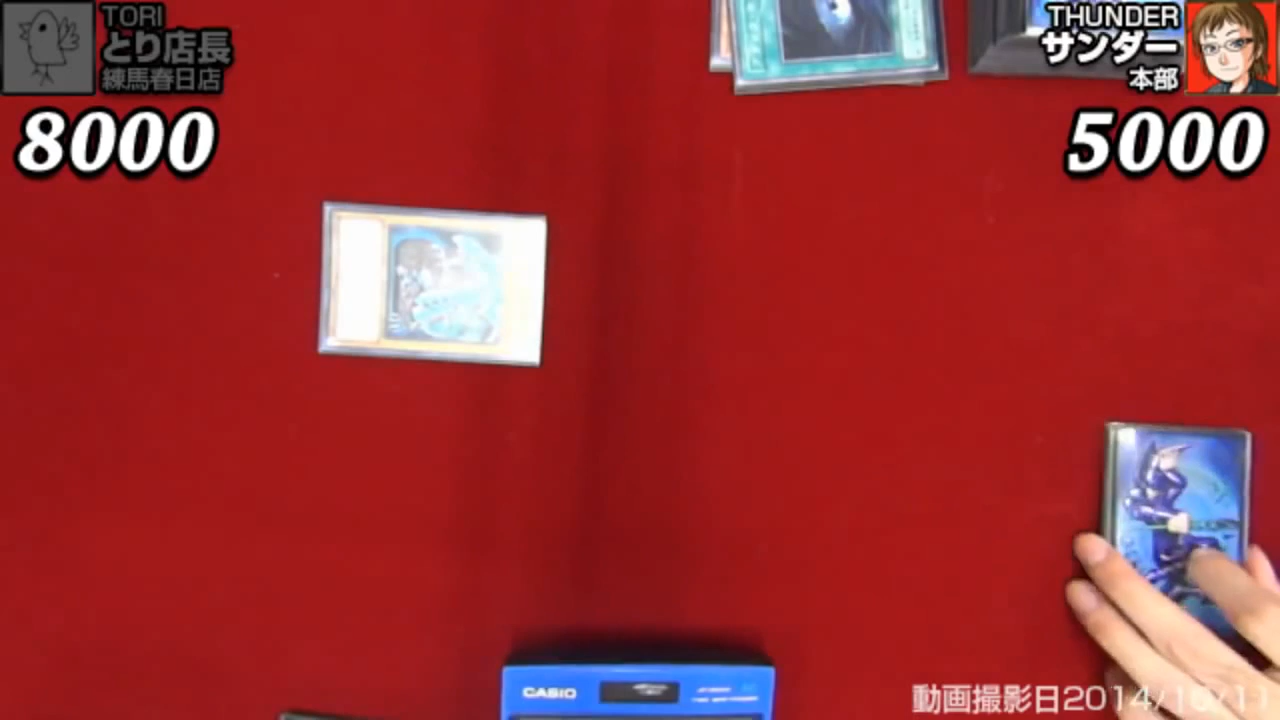 TORI
とり店長
練馬春日店
8000
THUNDER
サンダー
本部
5000
CASIO
動画撮影日2014/10/11